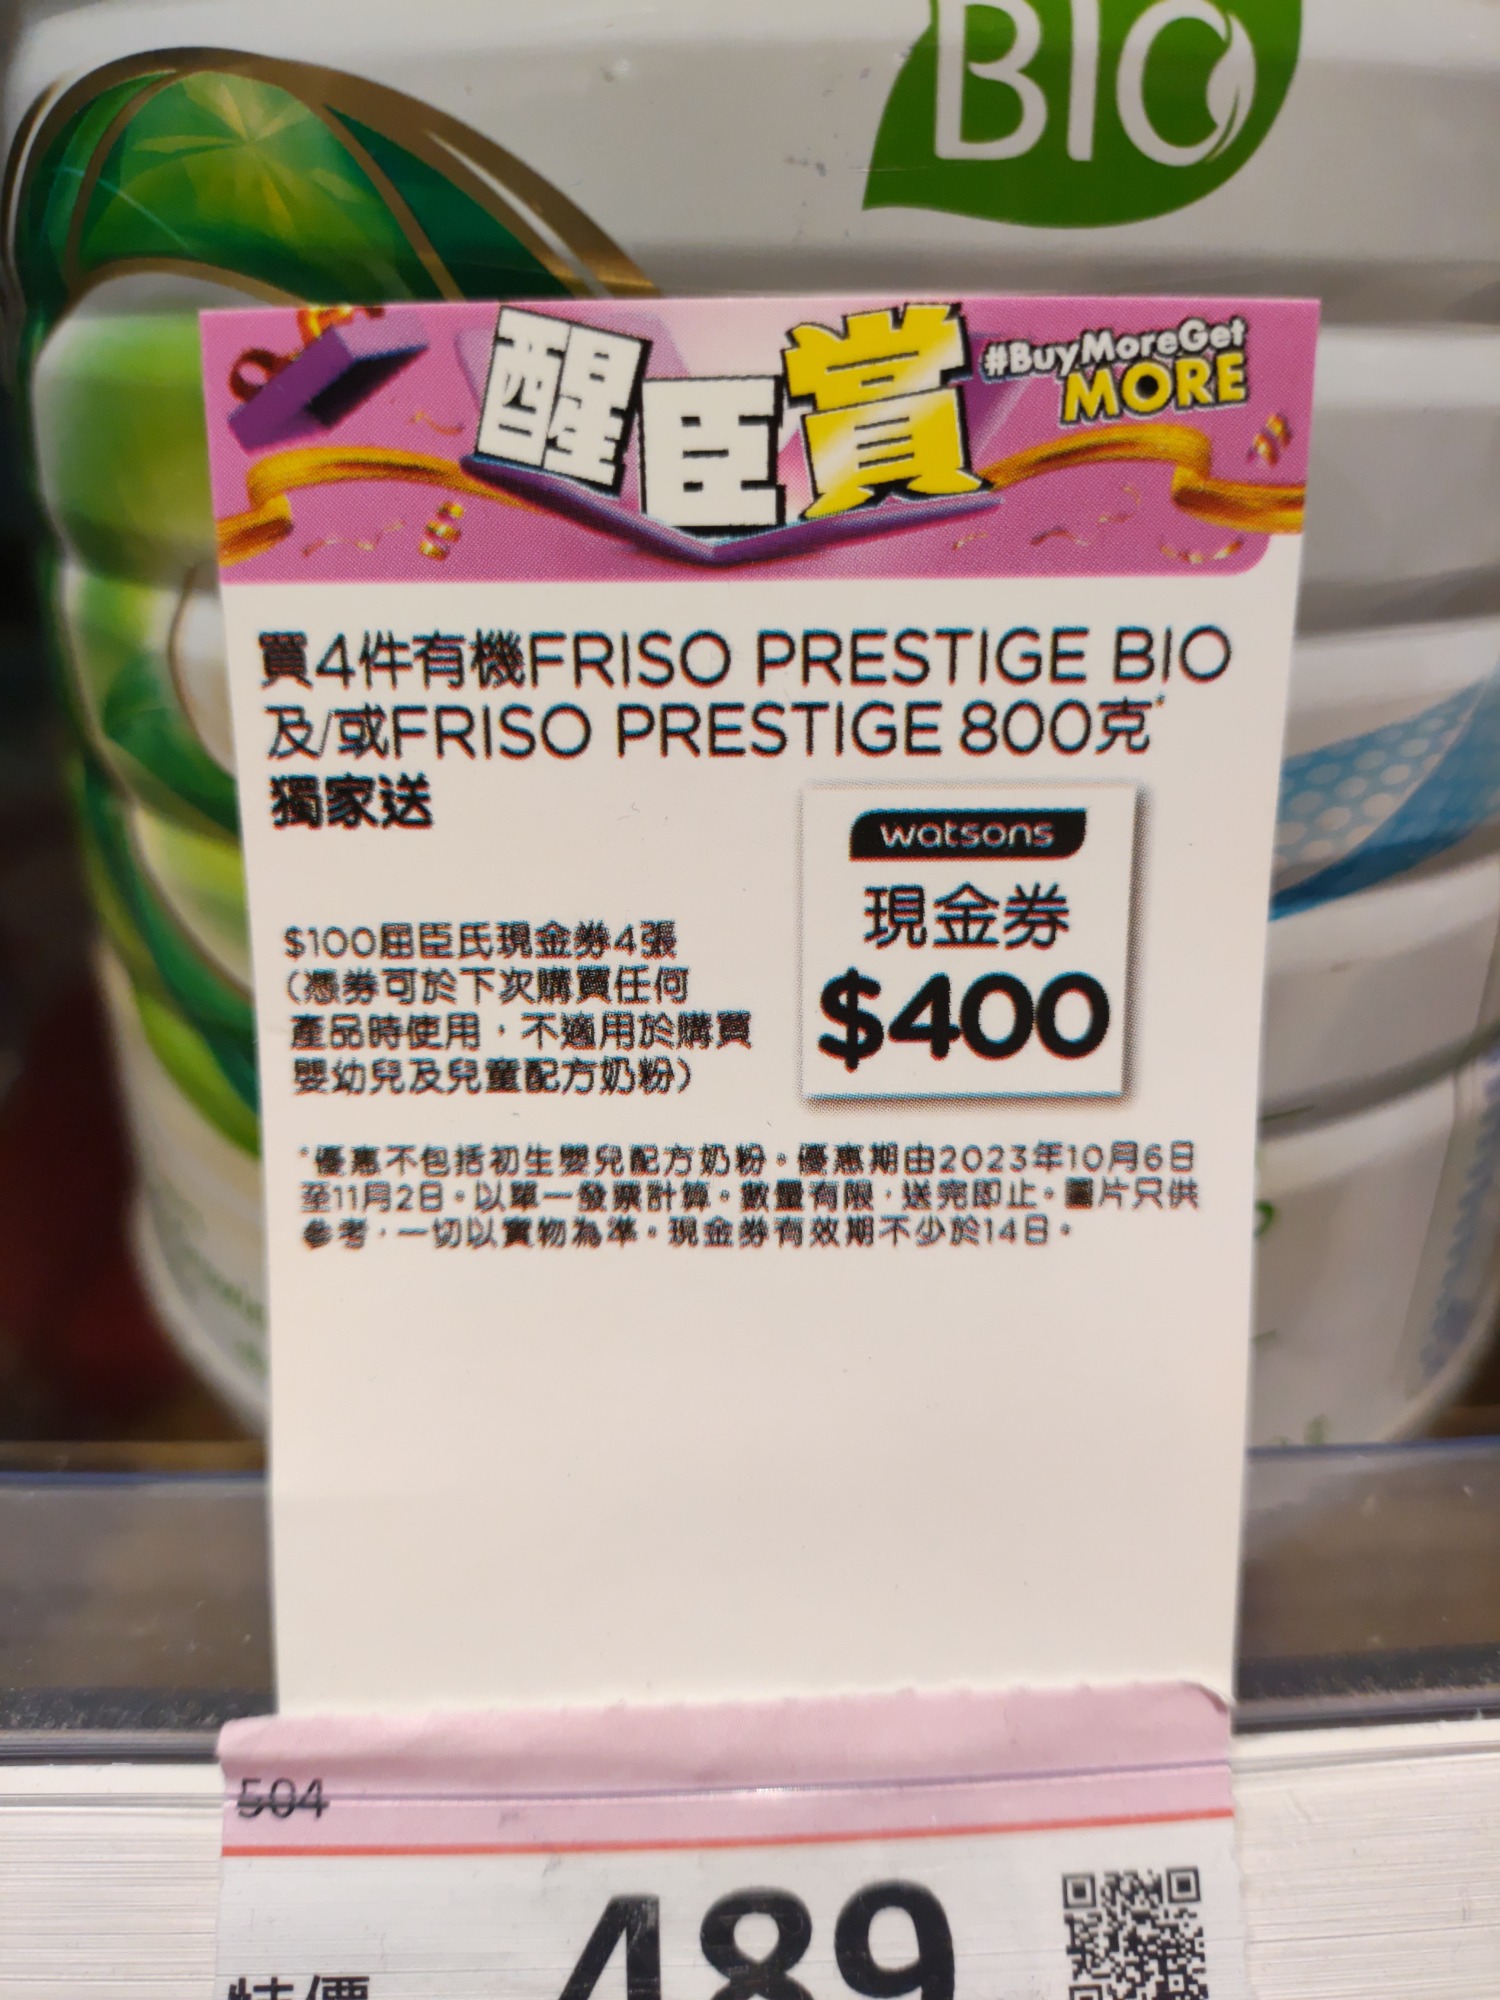 BIO
醒臣賞
#BuyMoreGet
MORE
買4件有機FRISO PRESTIGE BIO
及/或FRISO PRESTIGE 800克*
獨家送
watsons
現金券
$400
$100屈臣氏現金券4張
(憑券可於下次購買任何
產品時使用，不適用於購買
嬰幼兒及兒童配方奶粉)
*優惠不包括初生嬰兒配方奶粉。優惠期由2023年10月6日
至11月2日。以單一發票計算。數量有限，送完即止。圖片只供
參考，一切以實物為準。現金券有效期不少於14日。
504
489
特價